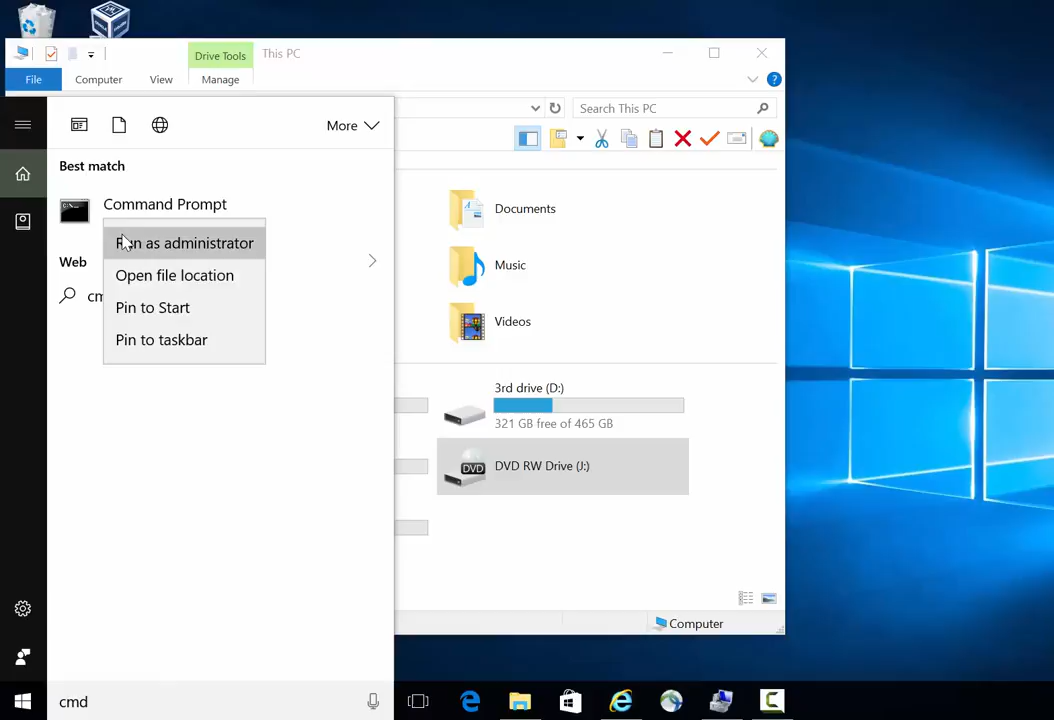 Drive Tools
This PC
File
Computer
View
Manage
Search This PC
More
Best match
Command Prompt
Run as administrator
Open file location
Pin to Start
Pin to taskbar
Web
Documents
Music
Videos
3rd drive (D:)
321 GB free of 465 GB
DVD
DVD RW Drive (J:)
Computer
cmd